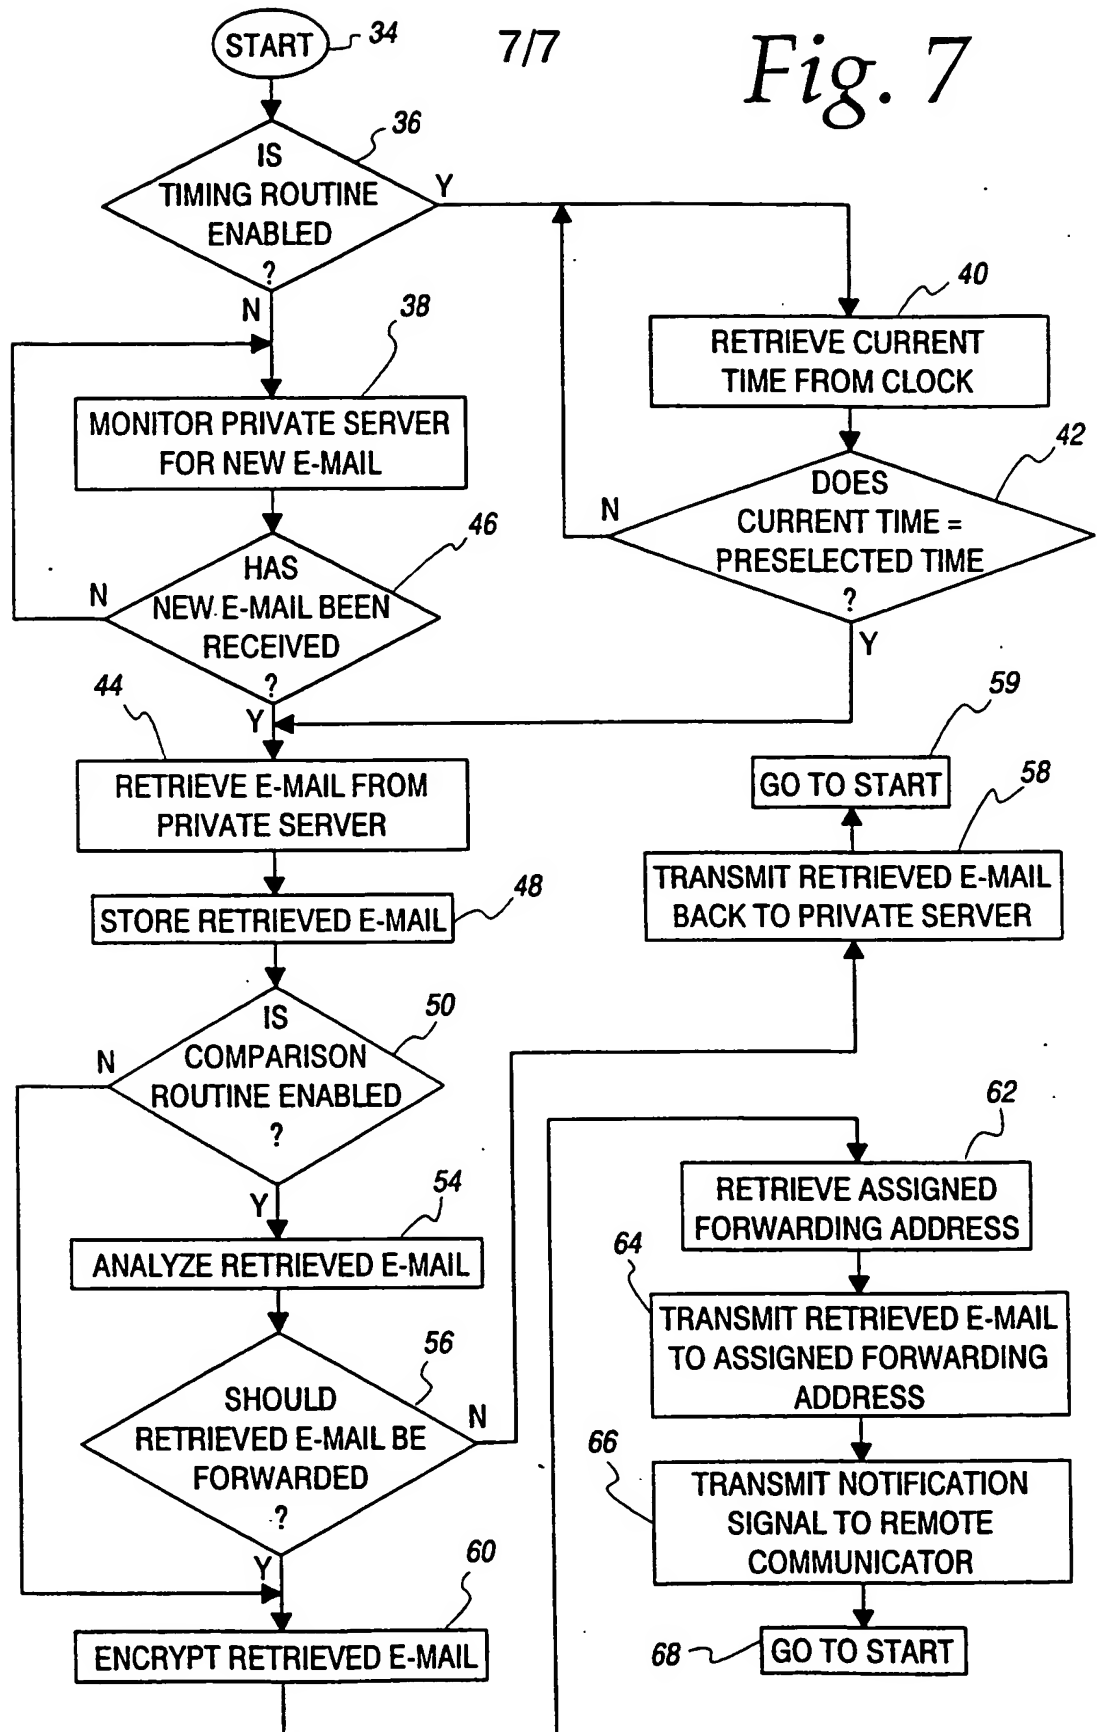 START
34
7/7
Fig. 7
36
IS
TIMING ROUTINE
ENABLED
?
Y
N
38
MONITOR PRIVATE SERVER
FOR NEW E-MAIL
46
HAS
NEW E-MAIL BEEN
RECEIVED
?
N
Y
40
RETRIEVE CURRENT
TIME FROM CLOCK
42
DOES
CURRENT TIME =
PRESELECTED TIME
?
N
Y
44
RETRIEVE E-MAIL FROM
PRIVATE SERVER
48
STORE RETRIEVED E-MAIL
50
IS
COMPARISON
ROUTINE ENABLED
?
N
Y
54
ANALYZE RETRIEVED E-MAIL
56
SHOULD
RETRIEVED E-MAIL BE
FORWARDED
?
N
Y
60
ENCRYPT RETRIEVED E-MAIL
59
GO TO START
58
TRANSMIT RETRIEVED E-MAIL
BACK TO PRIVATE SERVER
62
RETRIEVE ASSIGNED
FORWARDING ADDRESS
64
TRANSMIT RETRIEVED E-MAIL
TO ASSIGNED FORWARDING
ADDRESS
66
TRANSMIT NOTIFICATION
SIGNAL TO REMOTE
COMMUNICATOR
68
GO TO START